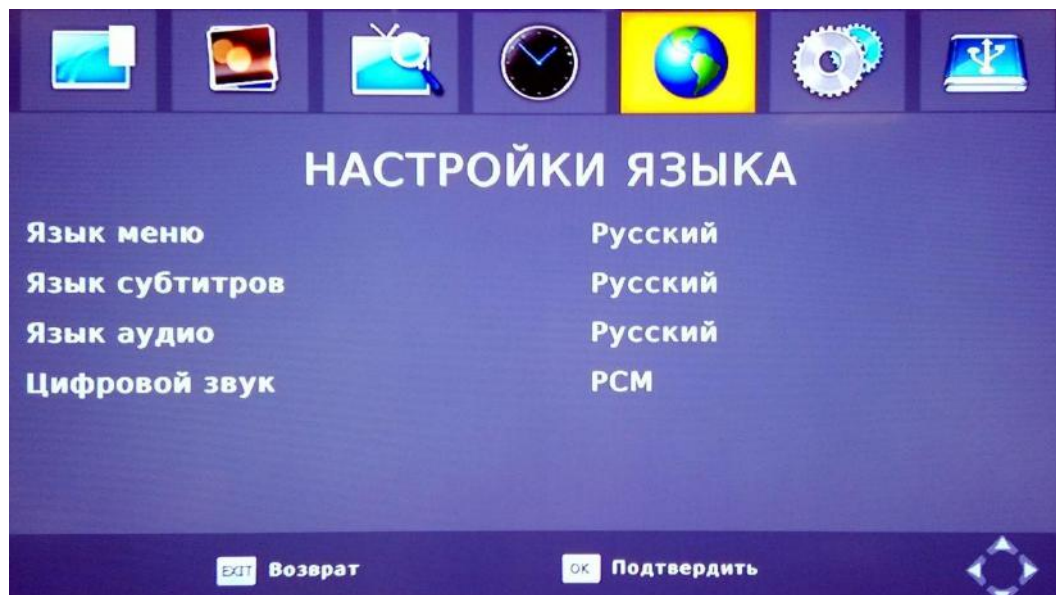 НАСТРОЙКИ ЯЗЫКА
Язык меню Русский
Язык субтитров Русский
Язык аудио Русский
Цифровой звук PCM
EXIT Возврат OK Подтвердить